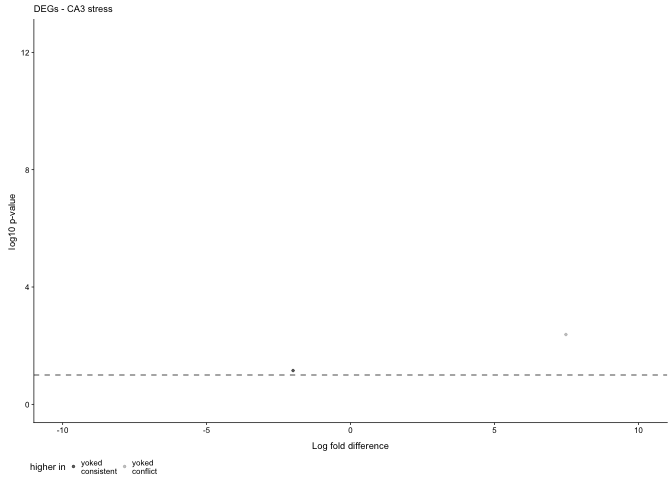 DEGs - CA3 stress
12
8
4
0
log10 p-value
-10
-5
0
5
10
Log fold difference
higher in
yoked
consistent
yoked
conflict